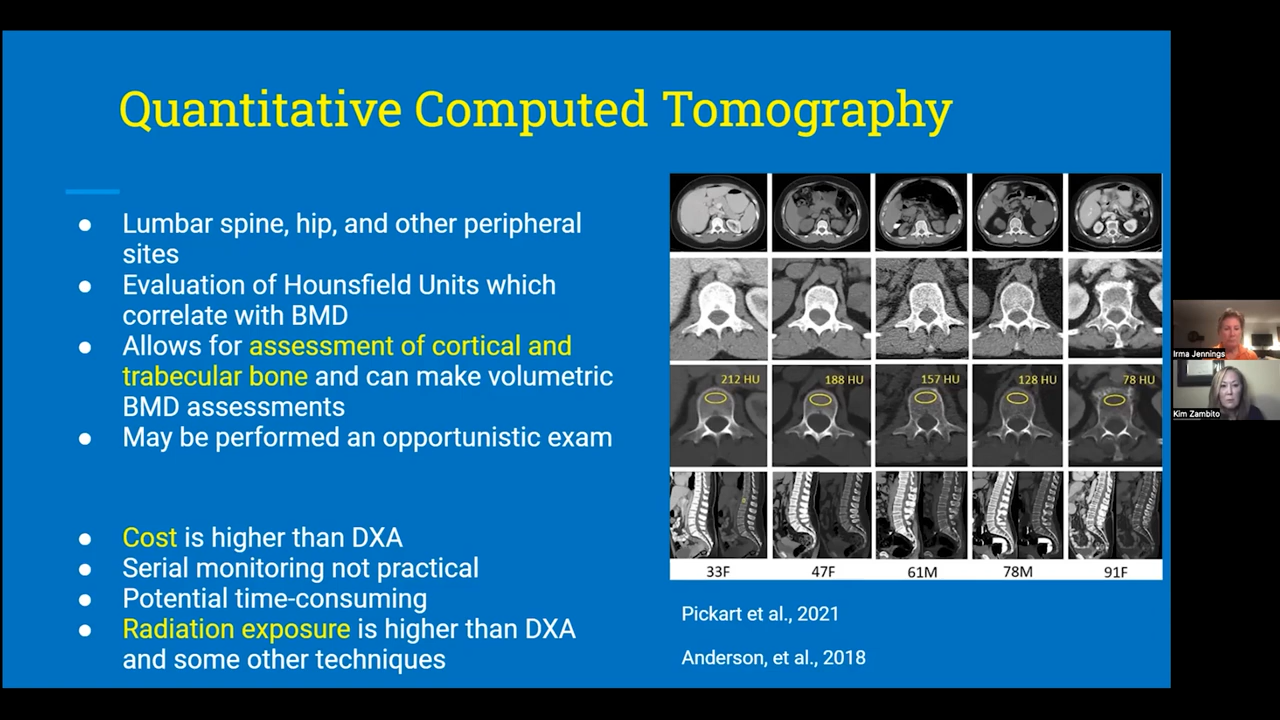 Quantitative Computed Tomography
● Lumbar spine, hip, and other peripheral
sites
● Evaluation of Hounsfield Units which
correlate with BMD
● Allows for assessment of cortical and
trabecular bone and can make volumetric
BMD assessments
● May be performed an opportunistic exam
● Cost is higher than DXA
● Serial monitoring not practical
● Potential time-consuming
● Radiation exposure is higher than DXA
and some other techniques
212 HU
188 HU
157 HU
128 HU
78 HU
33F
47F
61M
78M
91F
Pickart et al., 2021
Anderson, et al., 2018
Irma Jennings
Kim Zambito